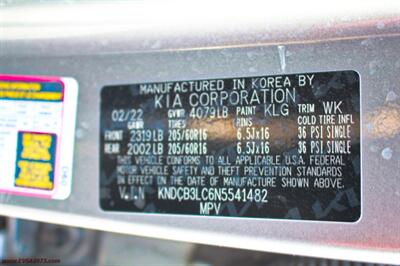 MANUFACTURED IN KOREA BY
KIA CORPORATION
02/22 GVWR 4079LB PAINT KLG TRIM WK
GAWR TIRES RIMS COLD TIRE INFL
FRONT 2319LB 205/60R16 6.5Jx16 36 PSI SINGLE
REAR 2002LB 205/60R16 6.5Jx16 36 PSI SINGLE
THIS VEHICLE CONFORMS TO ALL APPLICABLE U.S.A. FEDERAL
MOTOR VEHICLE SAFETY AND THEFT PREVENTION STANDARDS
IN EFFECT ON THE DATE OF MANUFACTURE SHOWN ABOVE.
V.I.N KNDCB3LC6N5541482
MPV
www.EVSAUTO.com